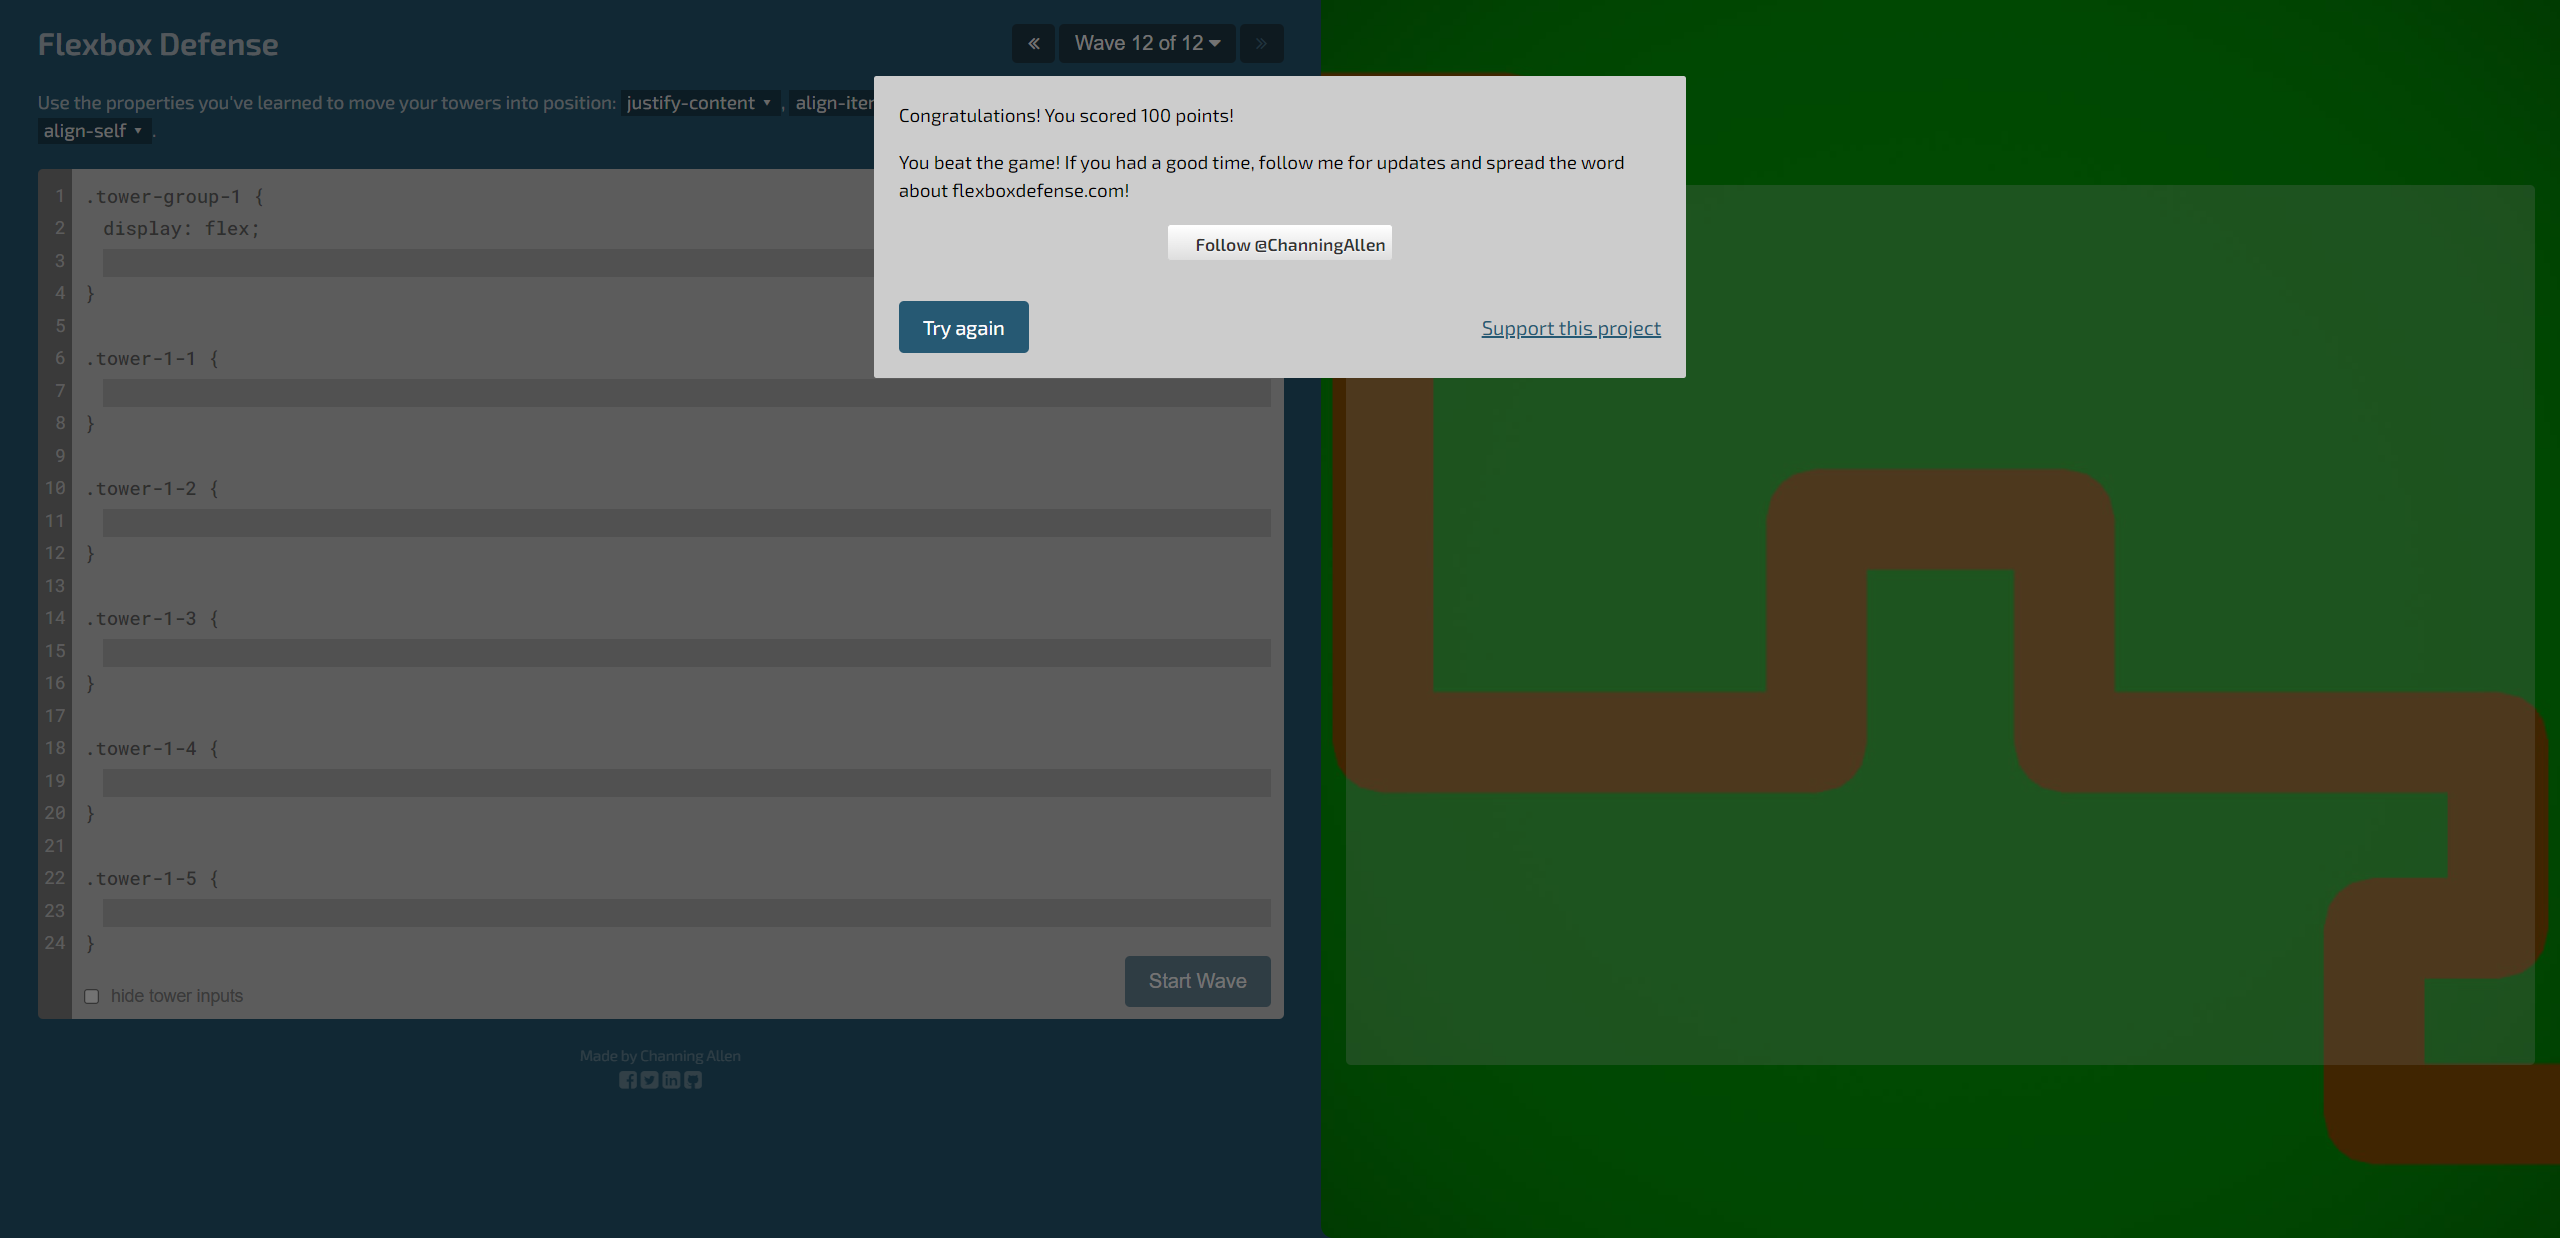 Flexbox Defense
«
Wave 12 of 12
»
Use the properties you've learned to move your towers into position: justify-content ▾ ,
align-self ▾ .
Congratulations! You scored 100 points!
You beat the game! If you had a good time, follow me for updates and spread the word
about flexboxdefense.com!
Follow @ChanningAllen
Try again
Support this project
1 .tower-group-1 {
2 display: flex;
3
4 }
5
6 .tower-1-1 {
7
8 }
9
10 .tower-1-2 {
11
12 }
13
14 .tower-1-3 {
15
16 }
17
18 .tower-1-4 {
19
20 }
21
22 .tower-1-5 {
23
24 }
hide tower inputs
Start Wave
Made by Channing Allen